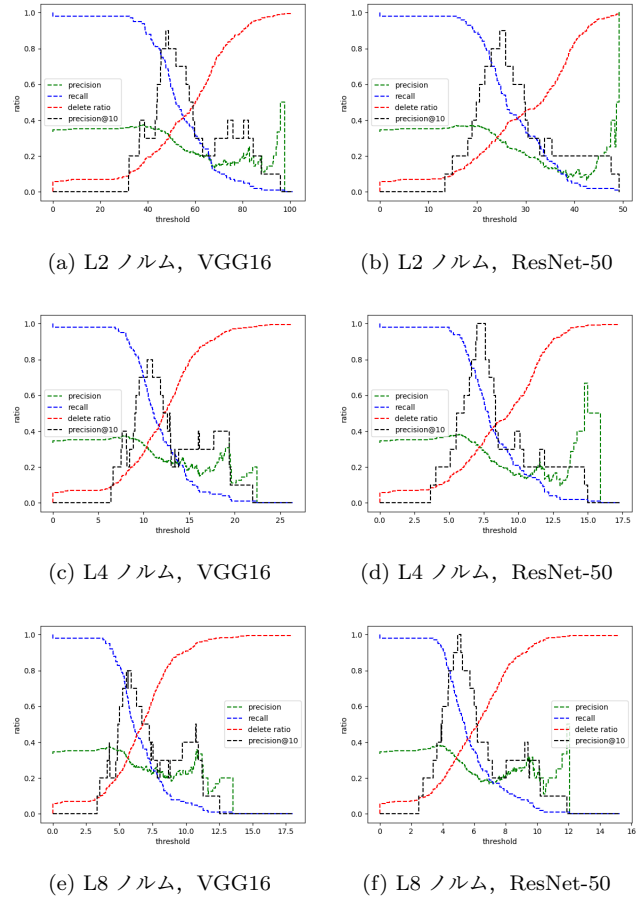 1.0
0.8
0.6
0.4
0.2
0.0
ratio
precision
recall
delete ratio
precision@10
0 20 40 60 80 100
threshold
(a) L2 ノルム，VGG16
1.0
0.8
0.6
0.4
0.2
0.0
ratio
precision
recall
delete ratio
precision@10
0 10 20 30 40 50
threshold
(b) L2 ノルム，ResNet-50
1.0
0.8
0.6
0.4
0.2
0.0
ratio
precision
recall
delete ratio
precision@10
0 5 10 15 20 25
threshold
(c) L4 ノルム，VGG16
1.0
0.8
0.6
0.4
0.2
0.0
ratio
precision
recall
delete ratio
precision@10
0.0 2.5 5.0 7.5 10.0 12.5 15.0 17.5
threshold
(d) L4 ノルム，ResNet-50
1.0
0.8
0.6
0.4
0.2
0.0
ratio
precision
recall
delete ratio
precision@10
0.0 2.5 5.0 7.5 10.0 12.5 15.0 17.5
threshold
(e) L8 ノルム，VGG16
1.0
0.8
0.6
0.4
0.2
0.0
ratio
precision
recall
delete ratio
precision@10
0 2 4 6 8 10 12 14 16
threshold
(f) L8 ノルム，ResNet-50